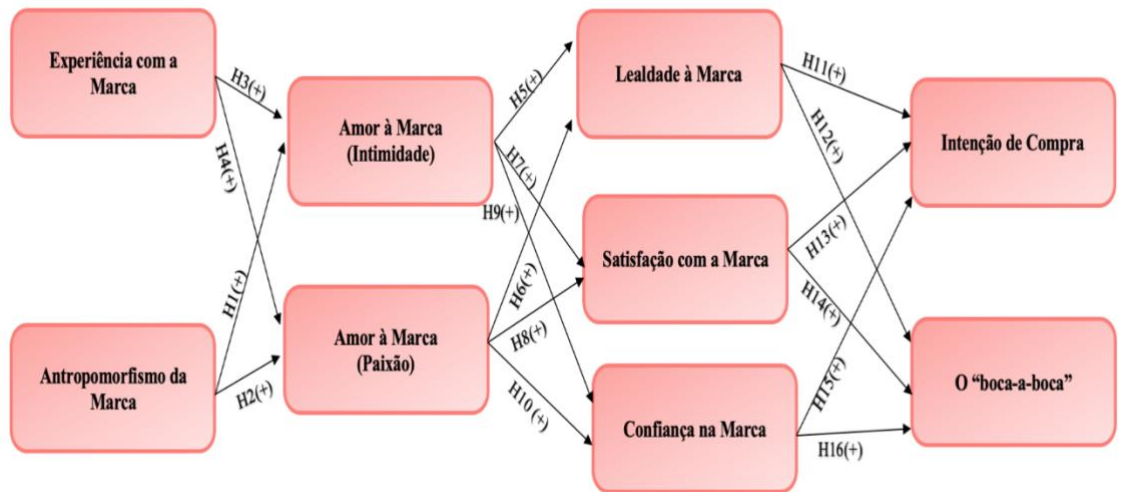 Experiência com a
Marca
Antropomorfismo da
Marca
H3(+)
H4(+)
H1(+)
H2(+)
Amor à Marca
(Intimidade)
Amor à Marca
(Paixão)
H5(+)
H7(+)
H9(+)
H6(+)
H8(+)
H10 (+)
Lealdade à Marca
Satisfação com a Marca
Confiança na Marca
H11(+)
H12(+)
H13(+)
H14(+)
H15(+)
H16(+)
Intenção de Compra
O “boca-a-boca”